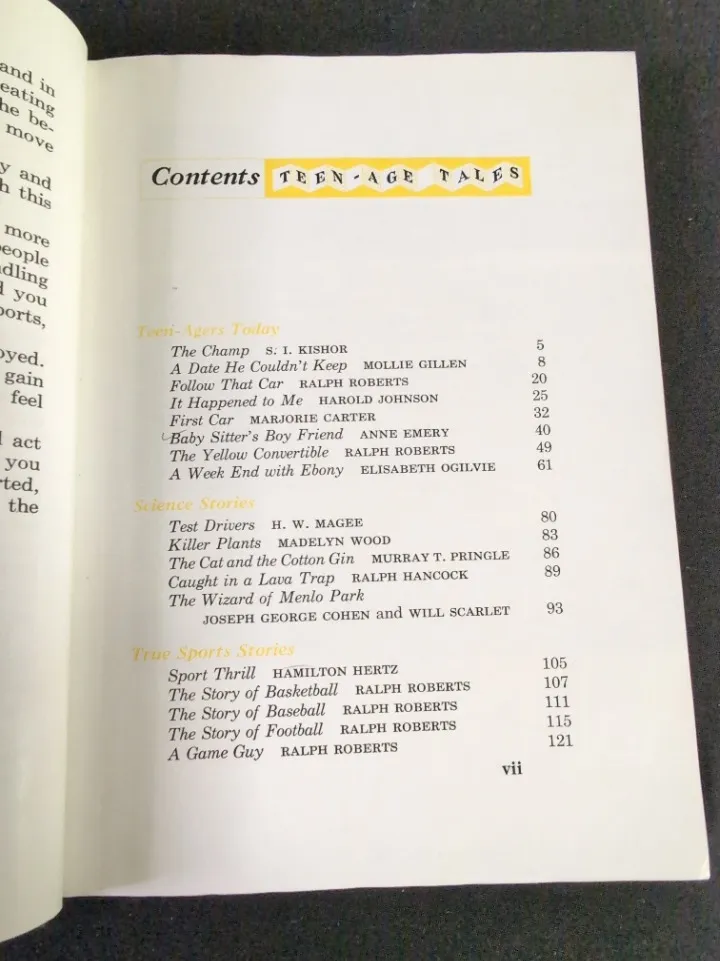 and in
eating
he be-
move
y and
h this
more
people
dling
d you
ports,
oyed.
gain
feel
l act
you
rted,
the
Contents TEEN-AGE TALES
Teen-Agers Today
The Champ S. I. KISHOR 5
A Date He Couldn't Keep MOLLIE GILLEN 8
Follow That Car RALPH ROBERTS 20
It Happened to Me HAROLD JOHNSON 25
First Car MARJORIE CARTER 32
Baby Sitter's Boy Friend ANNE EMERY 40
The Yellow Convertible RALPH ROBERTS 49
A Week End with Ebony ELISABETH OGILVIE 61
Science Stories
Test Drivers H. W. MAGEE 80
Killer Plants MADELYN WOOD 83
The Cat and the Cotton Gin MURRAY T. PRINGLE 86
Caught in a Lava Trap RALPH HANCOCK 89
The Wizard of Menlo Park
JOSEPH GEORGE COHEN and WILL SCARLET 93
True Sports Stories
Sport Thrill HAMILTON HERTZ 105
The Story of Basketball RALPH ROBERTS 107
The Story of Baseball RALPH ROBERTS 111
The Story of Football RALPH ROBERTS 115
A Game Guy RALPH ROBERTS 121
vii